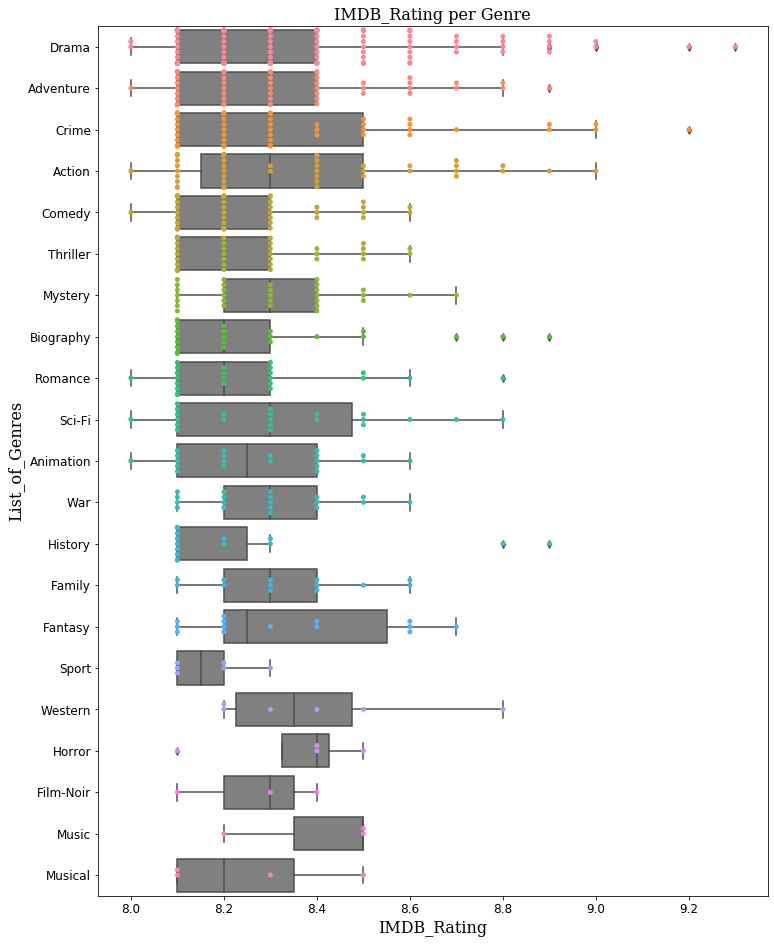 IMDB_Rating per Genre
List_of_Genres
Drama
Adventure
Crime
Action
Comedy
Thriller
Mystery
Biography
Romance
Sci-Fi
Animation
War
History
Family
Fantasy
Sport
Western
Horror
Film-Noir
Music
Musical
8.0 8.2 8.4 8.6 8.8 9.0 9.2
IMDB_Rating